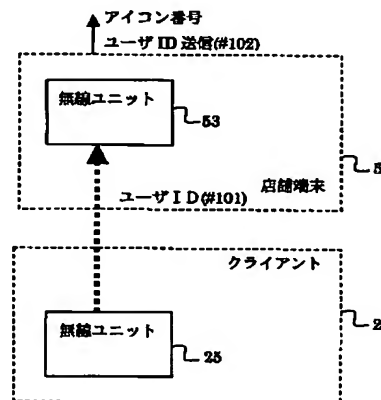 アイコン番号
ユーザID送信(#102)
無線ユニット
53
5
店舗端末
ユーザID(#101)
クライアント
2
無線ユニット
25